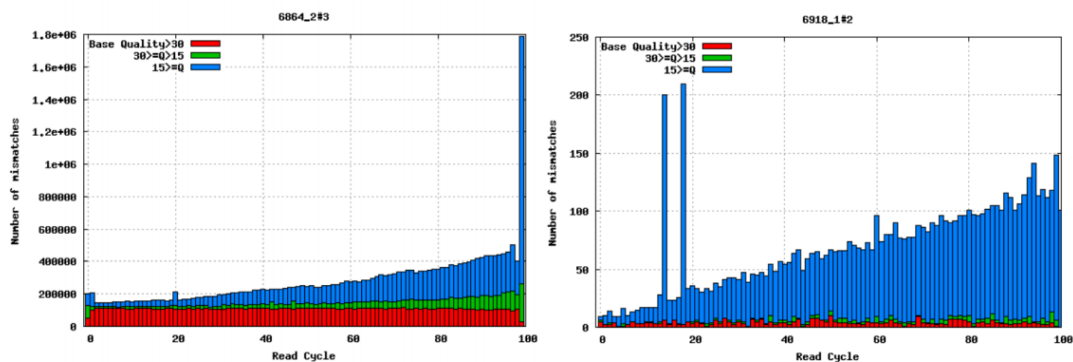 6864_2#3
Number of mismatches
1.8e+06
1.6e+06
1.4e+06
1.2e+06
1e+06
800000
600000
400000
200000
0
Base Quality>30
30>=Q>15
15>=Q
0 20 40 60 80 100
Read Cycle
6918_1#2
Number of mismatches
250
200
150
100
50
0
Base Quality>30
30>=Q>15
15>=Q
0 20 40 60 80 100
Read Cycle